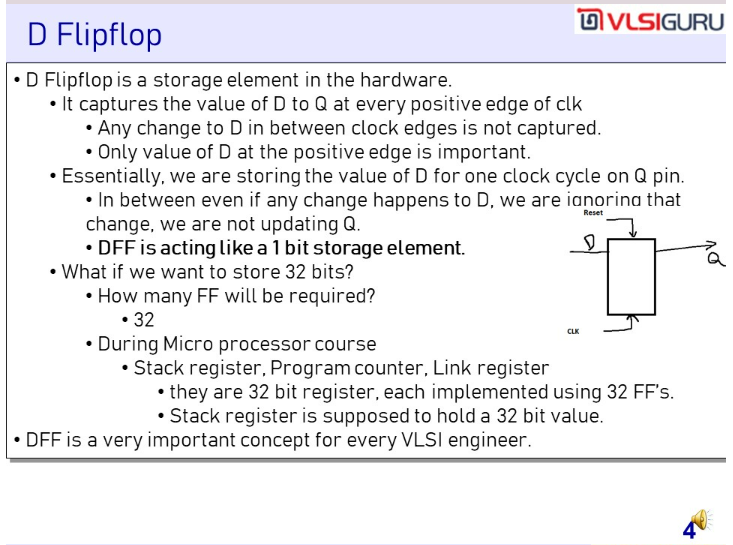 D Flipflop
VLSIGURU
• D Flipflop is a storage element in the hardware.
• It captures the value of D to Q at every positive edge of clk
• Any change to D in between clock edges is not captured.
• Only value of D at the positive edge is important.
• Essentially, we are storing the value of D for one clock cycle on Q pin.
• In between even if any change happens to D, we are ignoring that
change, we are not updating Q.
• DFF is acting like a 1 bit storage element.
Reset
D
Q
CLK
• What if we want to store 32 bits?
• How many FF will be required?
• 32
• During Micro processor course
• Stack register, Program counter, Link register
• they are 32 bit register, each implemented using 32 FF's.
• Stack register is supposed to hold a 32 bit value.
• DFF is a very important concept for every VLSI engineer.
4